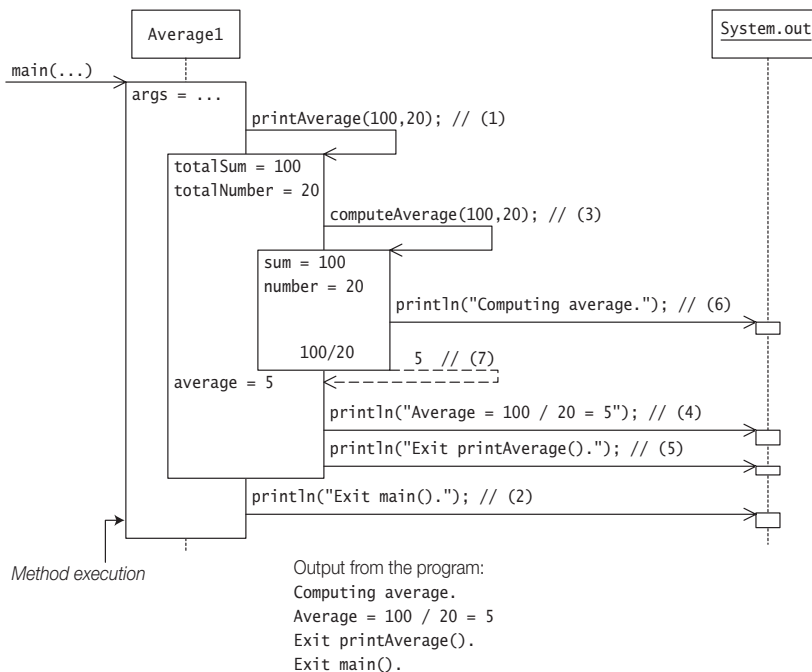 Average1
System.out
main(...)
args = ...
printAverage(100,20); // (1)
totalSum = 100
totalNumber = 20
computeAverage(100,20); // (3)
sum = 100
number = 20
println("Computing average."); // (6)
100/20
5 // (7)
average = 5
println("Average = 100 / 20 = 5"); // (4)
println("Exit printAverage()."); // (5)
println("Exit main()."); // (2)
Method execution
Output from the program:
Computing average.
Average = 100 / 20 = 5
Exit printAverage().
Exit main().